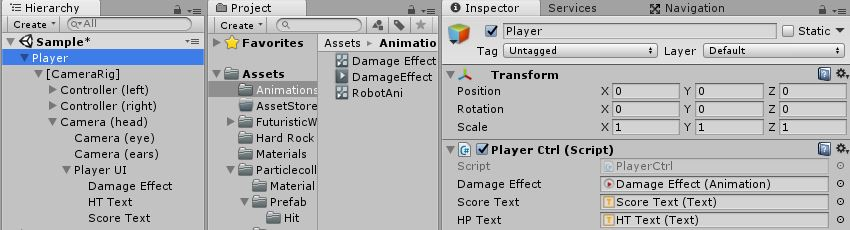 Hierarchy
Create
All
Sample*
Player
[CameraRig]
Controller (left)
Controller (right)
Camera (head)
Camera (eye)
Camera (ears)
Player UI
Damage Effect
HT Text
Score Text
Project
Create
Favorites
Assets
Animations
AssetStore
FuturisticW
Hard Rock
Materials
Particlecoll
Material
Prefab
Hit
Assets Animatio
Damage Effect
DamageEffect
RobotAni
Inspector Services Navigation
Player Static
Tag Untagged Layer Default
Transform
Position X 0 Y 0 Z 0
Rotation X 0 Y 0 Z 0
Scale X 1 Y 1 Z 1
Player Ctrl (Script)
Script PlayerCtrl
Damage Effect Damage Effect (Animation)
Score Text Score Text (Text)
HP Text HT Text (Text)